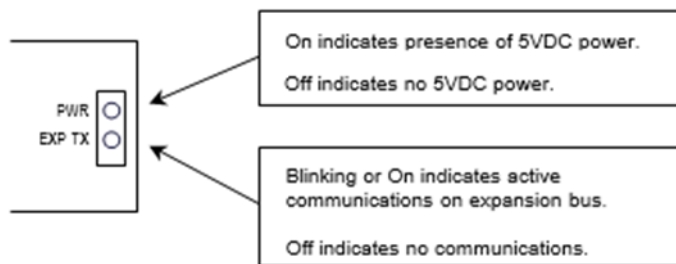 On indicates presence of 5VDC power.
Off indicates no 5VDC power.
PWR
EXP TX
Blinking or On indicates active
communications on expansion bus.
Off indicates no communications.